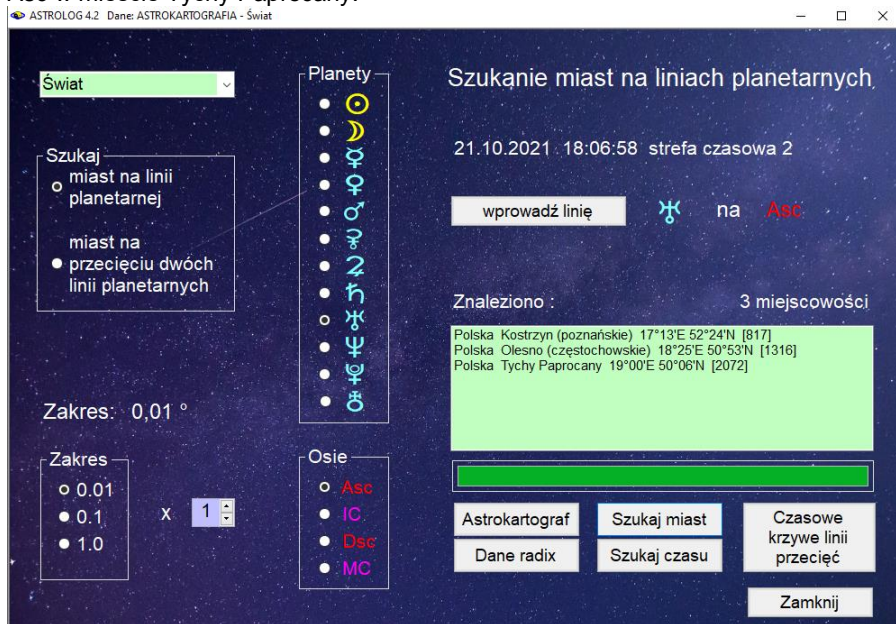 Asc w mieście Tychy Paprocany.
ASTROLOG 4.2 Dane: ASTROKARTOGRAFIA - Świat
Świat
Szukaj
miast na linii
planetarnej
miast na
przecięciu dwóch
linii planetarnych
Zakres: 0,01 °
Zakres
0.01
0.1
1.0
x 1
Planety
☉
☽
☿
♀
♂
⚳
♃
♄
♅
♆
Osie
Asc
IC
Dsc
MC
Szukanie miast na liniach planetarnych
21.10.2021 18:06:58 strefa czasowa 2
wprowadź linię ♅ na Asc
Znaleziono : 3 miejscowości
Polska Kostrzyn (poznańskie) 17°13'E 52°24'N [817]
Polska Olesno (częstochowskie) 18°25'E 50°53'N [1316]
Polska Tychy Paprocany 19°00'E 50°06'N [2072]
Astrokartograf
Szukaj miast
Dane radix
Szukaj czasu
Czasowe
krzywe linii
przecięć
Zamknij